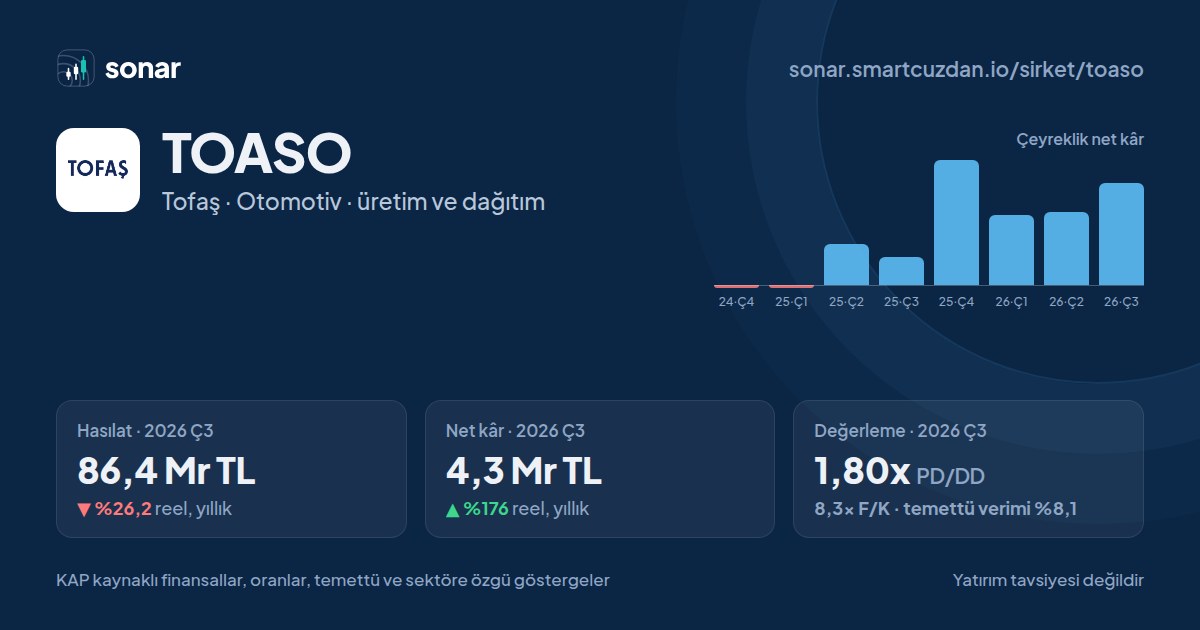 sonar
sonar.smartcuzdan.io/sirket/toaso
TOFAŞ
TOASO
Tofaş · Otomotiv · üretim ve dağıtım
Çeyreklik net kâr
24·Ç4 25·Ç1 25·Ç2 25·Ç3 25·Ç4 26·Ç1 26·Ç2 26·Ç3
Hasılat · 2026 Ç3
86,4 Mr TL
▼ %26,2 reel, yıllık
Net kâr · 2026 Ç3
4,3 Mr TL
▲ %176 reel, yıllık
Değerleme · 2026 Ç3
1,80x PD/DD
8,3× F/K · temettü verimi %8,1
KAP kaynaklı finansallar, oranlar, temettü ve sektöre özgü göstergeler
Yatırım tavsiyesi değildir